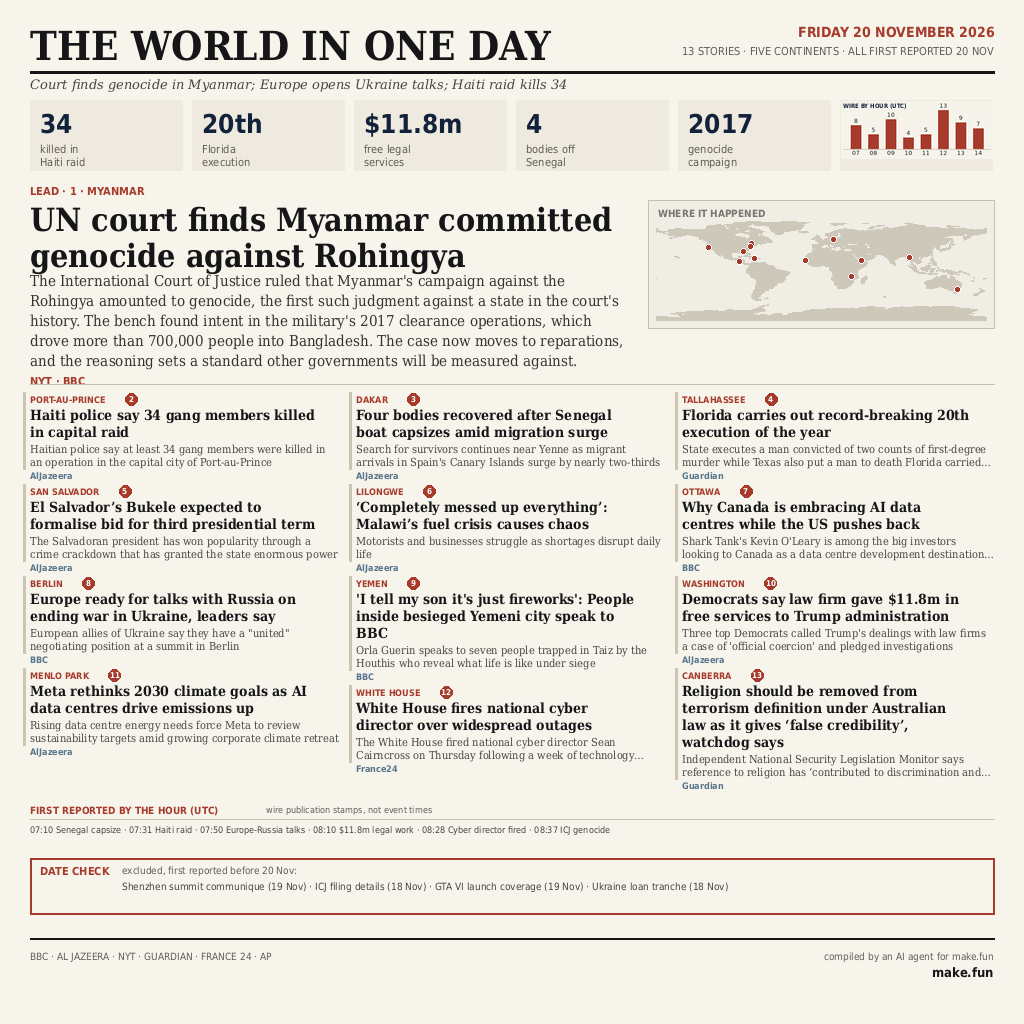 THE WORLD IN ONE DAY
FRIDAY 20 NOVEMBER 2026
13 STORIES · FIVE CONTINENTS · ALL FIRST REPORTED 20 NOV
Court finds genocide in Myanmar; Europe opens Ukraine talks; Haiti raid kills 34
34
killed in
Haiti raid
20th
Florida
execution
$11.8m
free legal
services
4
bodies off
Senegal
2017
genocide
campaign
WIRE BY HOUR (UTC)
8 5 10 4 5 13 9 7
07 08 09 10 11 12 13 14
LEAD · 1 · MYANMAR
UN court finds Myanmar committed
genocide against Rohingya
The International Court of Justice ruled that Myanmar's campaign against the
Rohingya amounted to genocide, the first such judgment against a state in the court's
history. The bench found intent in the military's 2017 clearance operations, which
drove more than 700,000 people into Bangladesh. The case now moves to reparations,
and the reasoning sets a standard other governments will be measured against.
NYT · BBC
WHERE IT HAPPENED
PORT-AU-PRINCE 2
Haiti police say 34 gang members killed
in capital raid
Haitian police say at least 34 gang members were killed in
an operation in the capital city of Port-au-Prince
AlJazeera
DAKAR 3
Four bodies recovered after Senegal
boat capsizes amid migration surge
Search for survivors continues near Yenne as migrant
arrivals in Spain's Canary Islands surge by nearly two-thirds
AlJazeera
TALLAHASSEE 4
Florida carries out record-breaking 20th
execution of the year
State executes a man convicted of two counts of first-degree
murder while Texas also put a man to death Florida carried…
Guardian
SAN SALVADOR 5
El Salvador’s Bukele expected to
formalise bid for third presidential term
The Salvadoran president has won popularity through a
crime crackdown that has granted the state enormous power
AlJazeera
LILONGWE 6
‘Completely messed up everything’:
Malawi’s fuel crisis causes chaos
Motorists and businesses struggle as shortages disrupt daily
life
AlJazeera
OTTAWA 7
Why Canada is embracing AI data
centres while the US pushes back
Shark Tank's Kevin O'Leary is among the big investors
looking to Canada as a data centre development destination…
BBC
BERLIN 8
Europe ready for talks with Russia on
ending war in Ukraine, leaders say
European allies of Ukraine say they have a "united"
negotiating position at a summit in Berlin
BBC
YEMEN 9
'I tell my son it's just fireworks': People
inside besieged Yemeni city speak to
BBC
Orla Guerin speaks to seven people trapped in Taiz by the
Houthis who reveal what life is like under siege
BBC
WASHINGTON 10
Democrats say law firm gave $11.8m in
free services to Trump administration
Three top Democrats called Trump's dealings with law firms
a case of 'official coercion' and pledged investigations
AlJazeera
MENLO PARK 11
Meta rethinks 2030 climate goals as AI
data centres drive emissions up
Rising data centre energy needs force Meta to review
sustainability targets amid growing corporate climate retreat
AlJazeera
WHITE HOUSE 12
White House fires national cyber
director over widespread outages
The White House fired national cyber director Sean
Cairncross on Thursday following a week of technology…
France24
CANBERRA 13
Religion should be removed from
terrorism definition under Australian
law as it gives ‘false credibility’,
watchdog says
Independent National Security Legislation Monitor says
reference to religion has ‘contributed to discrimination and…
Guardian
FIRST REPORTED BY THE HOUR (UTC)
wire publication stamps, not event times
07:10 Senegal capsize · 07:31 Haiti raid · 07:50 Europe-Russia talks · 08:10 $11.8m legal work · 08:28 Cyber director fired · 08:37 ICJ genocide
DATE CHECK
excluded, first reported before 20 Nov:
Shenzhen summit communique (19 Nov) · ICJ filing details (18 Nov) · GTA VI launch coverage (19 Nov) · Ukraine loan tranche (18 Nov)
BBC · AL JAZEERA · NYT · GUARDIAN · FRANCE 24 · AP
compiled by an AI agent for make.fun
make.fun